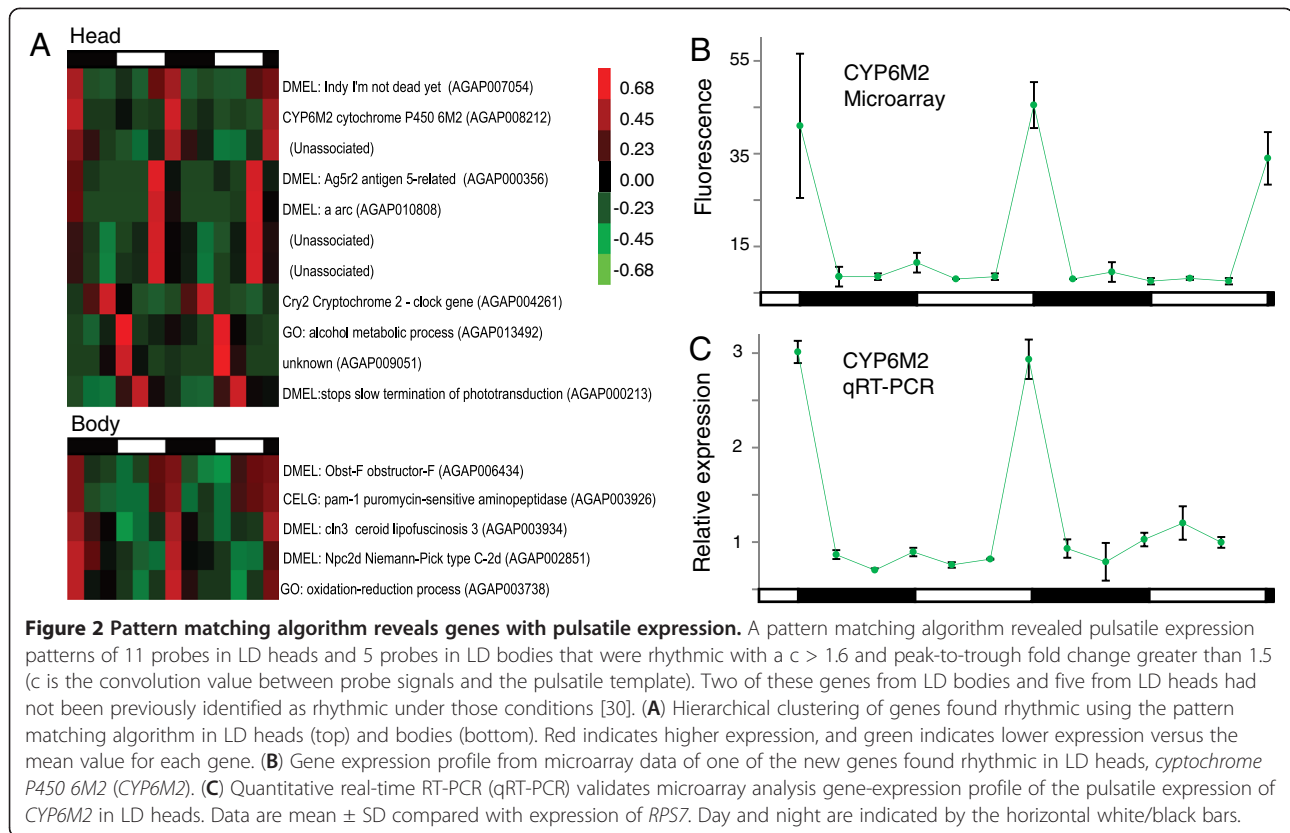 A
Head
DMEL: Indy I'm not dead yet (AGAP007054)
CYP6M2 cytochrome P450 6M2 (AGAP008212)
(Unassociated)
DMEL: Ag5r2 antigen 5-related (AGAP000356)
DMEL: a arc (AGAP010808)
(Unassociated)
(Unassociated)
Cry2 Cryptochrome 2 - clock gene (AGAP004261)
GO: alcohol metabolic process (AGAP013492)
unknown (AGAP009051)
DMEL:stops slow termination of phototransduction (AGAP000213)
0.68
0.45
0.23
0.00
-0.23
-0.45
-0.68
Body
DMEL: Obst-F obstructor-F (AGAP006434)
CELG: pam-1 puromycin-sensitive aminopeptidase (AGAP003926)
DMEL: cln3 ceroid lipofuscinosis 3 (AGAP003934)
DMEL: Npc2d Niemann-Pick type C-2d (AGAP002851)
GO: oxidation-reduction process (AGAP003738)
B
CYP6M2
Microarray
Fluorescence
55
35
15
C
CYP6M2
qRT-PCR
Relative expression
3
2
1
Figure 2 Pattern matching algorithm reveals genes with pulsatile expression. A pattern matching algorithm revealed pulsatile expression
patterns of 11 probes in LD heads and 5 probes in LD bodies that were rhythmic with a c > 1.6 and peak-to-trough fold change greater than 1.5
(c is the convolution value between probe signals and the pulsatile template). Two of these genes from LD bodies and five from LD heads had
not been previously identified as rhythmic under those conditions [30]. (A) Hierarchical clustering of genes found rhythmic using the pattern
matching algorithm in LD heads (top) and bodies (bottom). Red indicates higher expression, and green indicates lower expression versus the
mean value for each gene. (B) Gene expression profile from microarray data of one of the new genes found rhythmic in LD heads, cyptochrome
P450 6M2 (CYP6M2). (C) Quantitative real-time RT-PCR (qRT-PCR) validates microarray analysis gene-expression profile of the pulsatile expression of
CYP6M2 in LD heads. Data are mean ± SD compared with expression of RPS7. Day and night are indicated by the horizontal white/black bars.